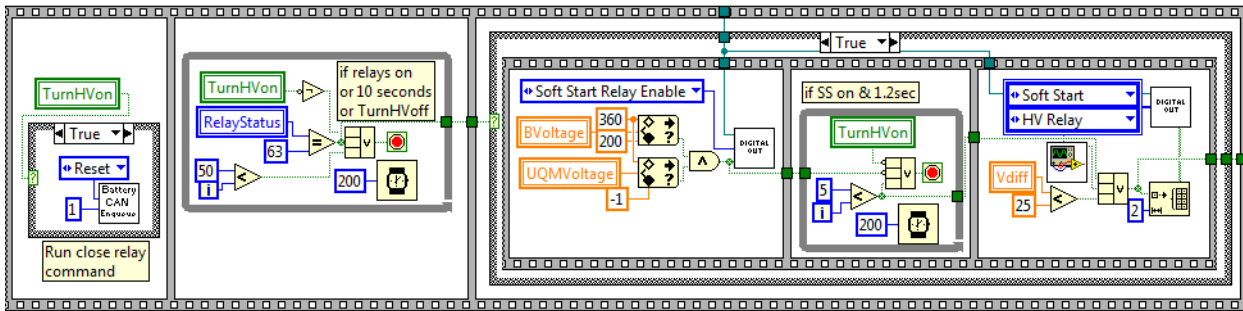 TurnHVon
True
Reset
1
Battery
CAN
Enqueue
Run close relay
command
TurnHVon
RelayStatus
63
=
50
i
<
v
200
if relays on
or 10 seconds
or TurnHVoff
True
?
Soft Start Relay Enable
BVoltage
360
200
UQMVoltage
-1
?
?
DIGITAL
OUT
if SS on & 1.2sec
TurnHVon
5
i
<
v
200
Soft Start
HV Relay
DIGITAL
OUT
Vdiff
25
<
v
2